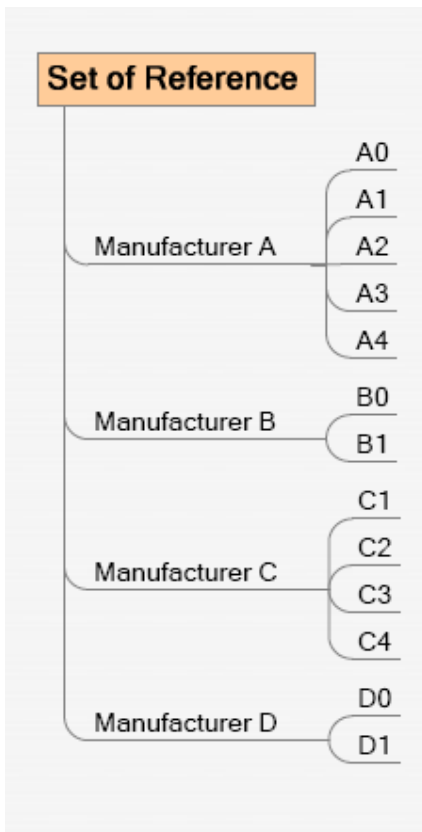 Set of Reference
Manufacturer A
A0
A1
A2
A3
A4
Manufacturer B
B0
B1
Manufacturer C
C1
C2
C3
C4
Manufacturer D
D0
D1